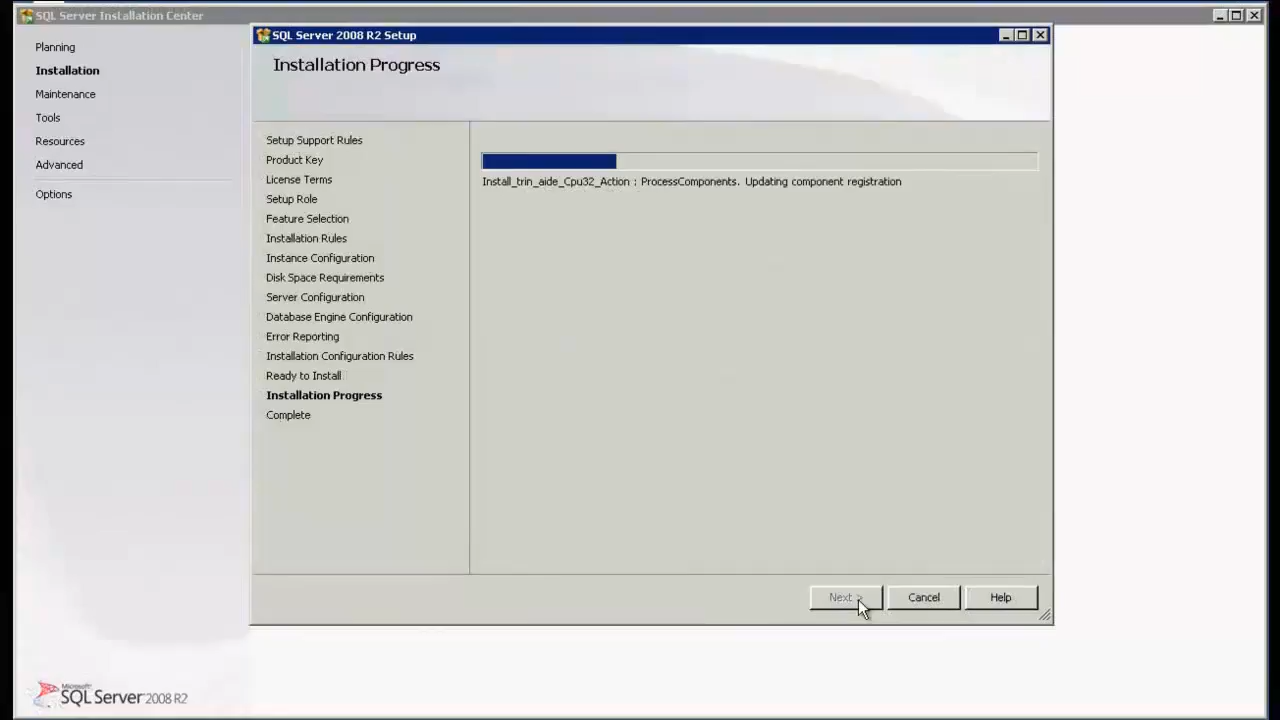 SQL Server Installation Center
Planning
Installation
Maintenance
Tools
Resources
Advanced
Options
SQL Server 2008 R2 Setup
Installation Progress
Setup Support Rules
Product Key
License Terms
Setup Role
Feature Selection
Installation Rules
Instance Configuration
Disk Space Requirements
Server Configuration
Database Engine Configuration
Error Reporting
Installation Configuration Rules
Ready to Install
Installation Progress
Complete
Install_trin_aide_Cpu32_Action : ProcessComponents. Updating component registration
Next >
Cancel
Help
Microsoft
SQL Server 2008 R2